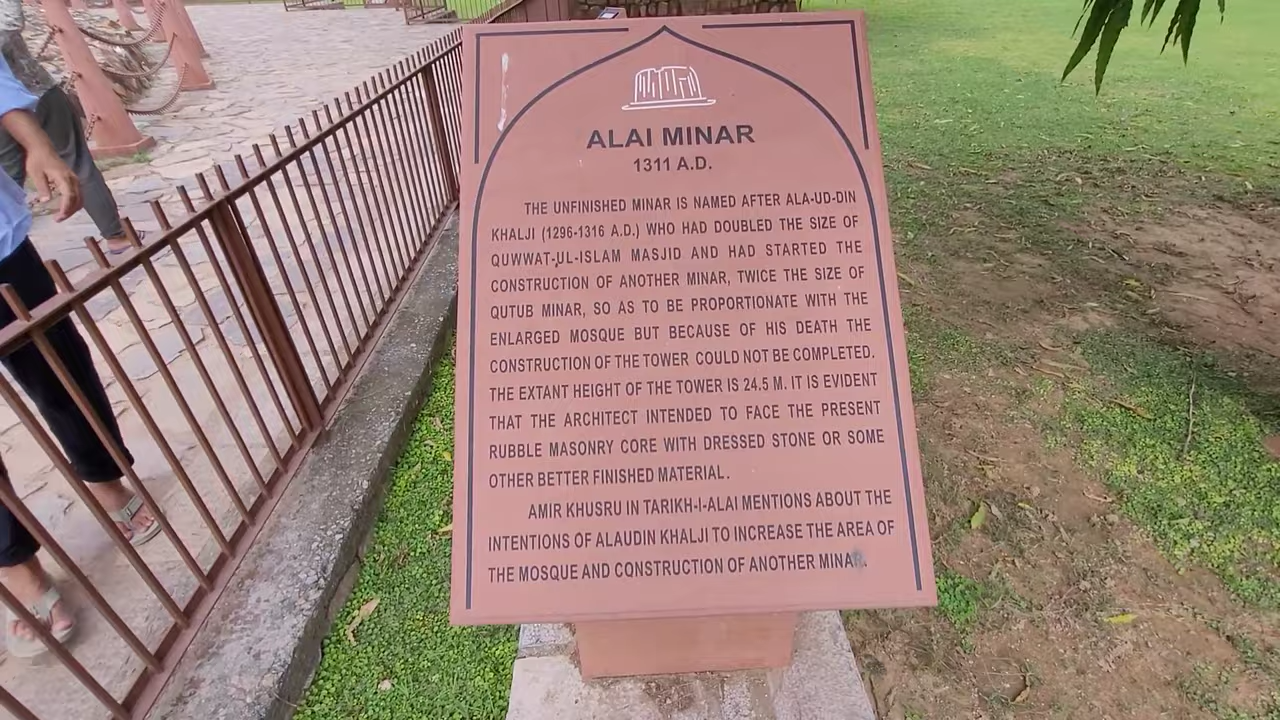 ALAI MINAR
1311 A.D.
THE UNFINISHED MINAR IS NAMED AFTER ALA-UD-DIN
KHALJI (1296-1316 A.D.) WHO HAD DOUBLED THE SIZE OF
QUWWAT-UL-ISLAM MASJID AND HAD STARTED THE
CONSTRUCTION OF ANOTHER MINAR, TWICE THE SIZE OF
QUTUB MINAR, SO AS TO BE PROPORTIONATE WITH THE
ENLARGED MOSQUE BUT BECAUSE OF HIS DEATH THE
CONSTRUCTION OF THE TOWER COULD NOT BE COMPLETED.
THE EXTANT HEIGHT OF THE TOWER IS 24.5 M. IT IS EVIDENT
THAT THE ARCHITECT INTENDED TO FACE THE PRESENT
RUBBLE MASONRY CORE WITH DRESSED STONE OR SOME
OTHER BETTER FINISHED MATERIAL.
AMIR KHUSRU IN TARIKH-I-ALAI MENTIONS ABOUT THE
INTENTIONS OF ALAUDIN KHALJI TO INCREASE THE AREA OF
THE MOSQUE AND CONSTRUCTION OF ANOTHER MINAR.